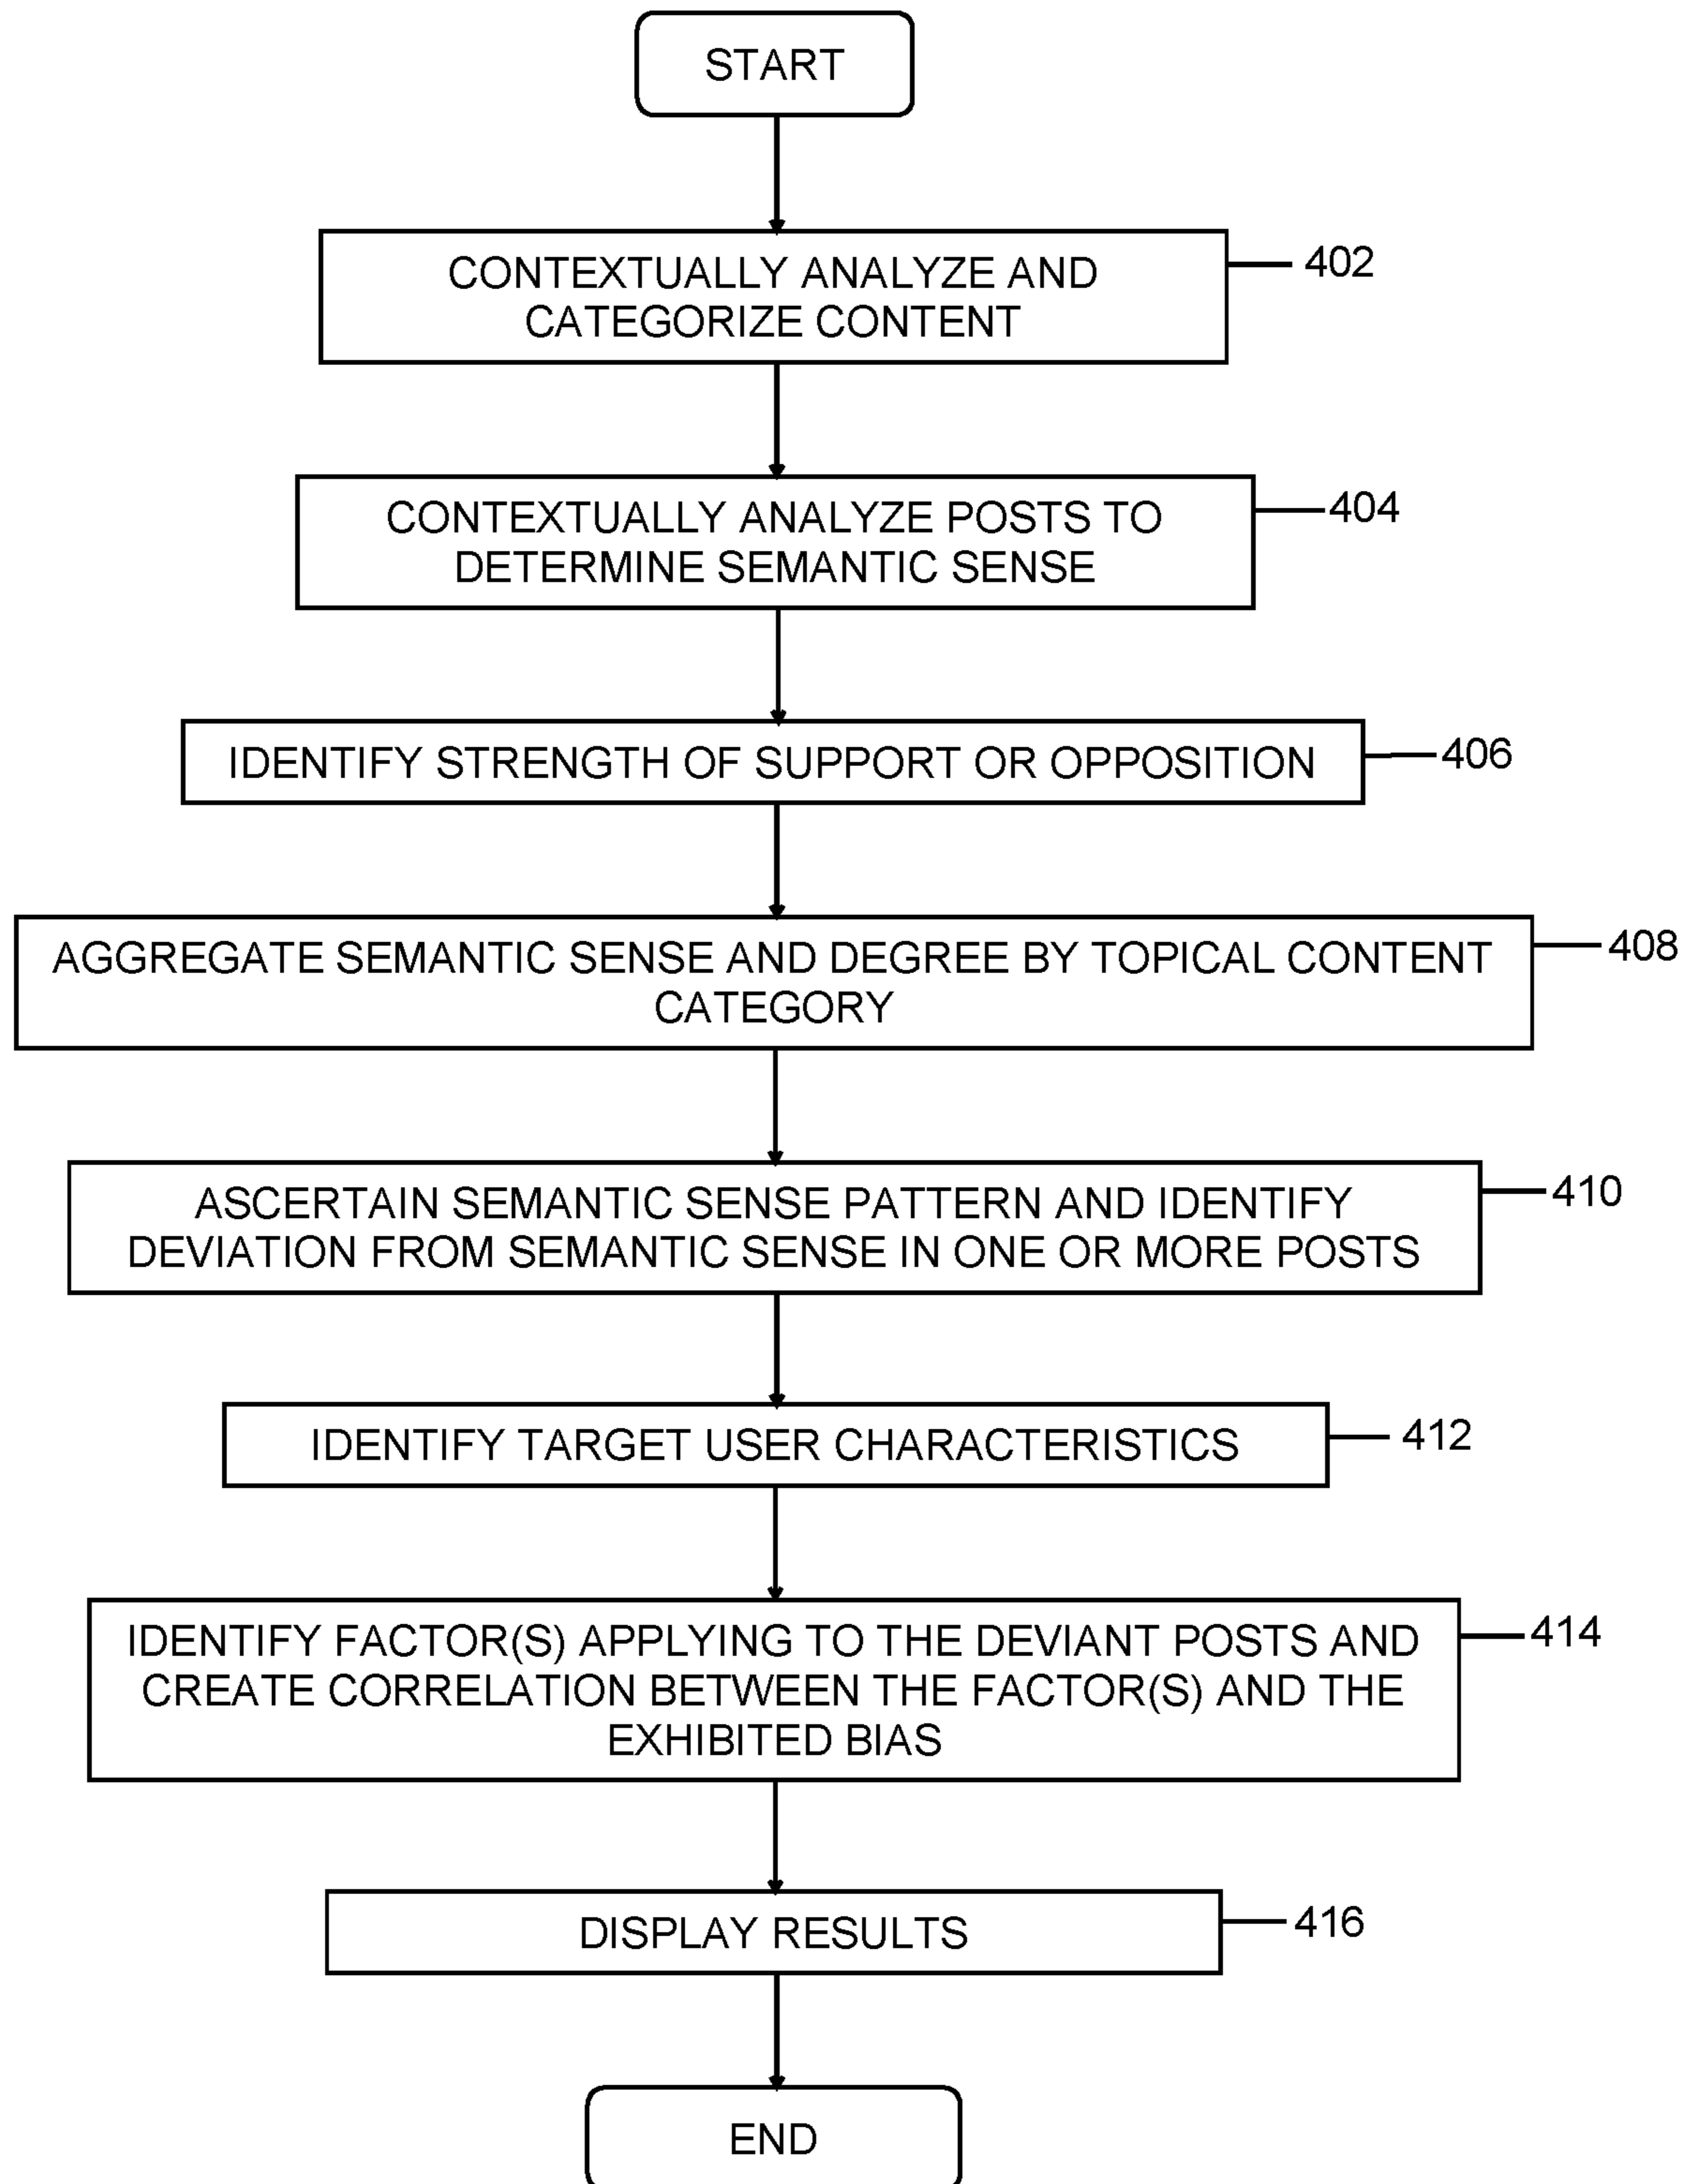 START
CONTEXTUALLY ANALYZE AND
CATEGORIZE CONTENT
402
CONTEXTUALLY ANALYZE POSTS TO
DETERMINE SEMANTIC SENSE
404
IDENTIFY STRENGTH OF SUPPORT OR OPPOSITION
406
AGGREGATE SEMANTIC SENSE AND DEGREE BY TOPICAL CONTENT
CATEGORY
408
ASCERTAIN SEMANTIC SENSE PATTERN AND IDENTIFY
DEVIATION FROM SEMANTIC SENSE IN ONE OR MORE POSTS
410
IDENTIFY TARGET USER CHARACTERISTICS
412
IDENTIFY FACTOR(S) APPLYING TO THE DEVIANT POSTS AND
CREATE CORRELATION BETWEEN THE FACTOR(S) AND THE
EXHIBITED BIAS
414
DISPLAY RESULTS
416
END